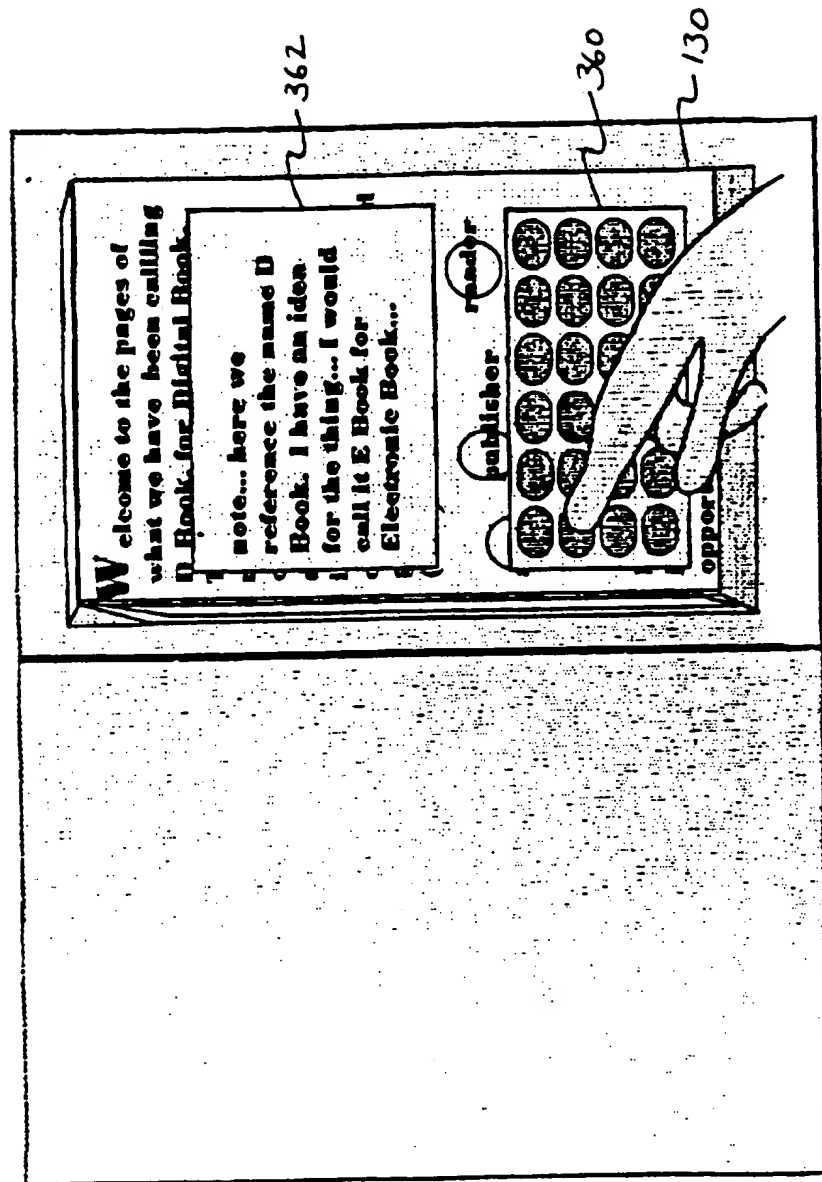 Welcome to the pages of
what we have been callling
D Book, for Digital Book.
note... here we
reference the name D
Book. I have an idea
for the thing... I would
call it E Book for
Electronic Book...
publisher reader
oppor
362
360
130